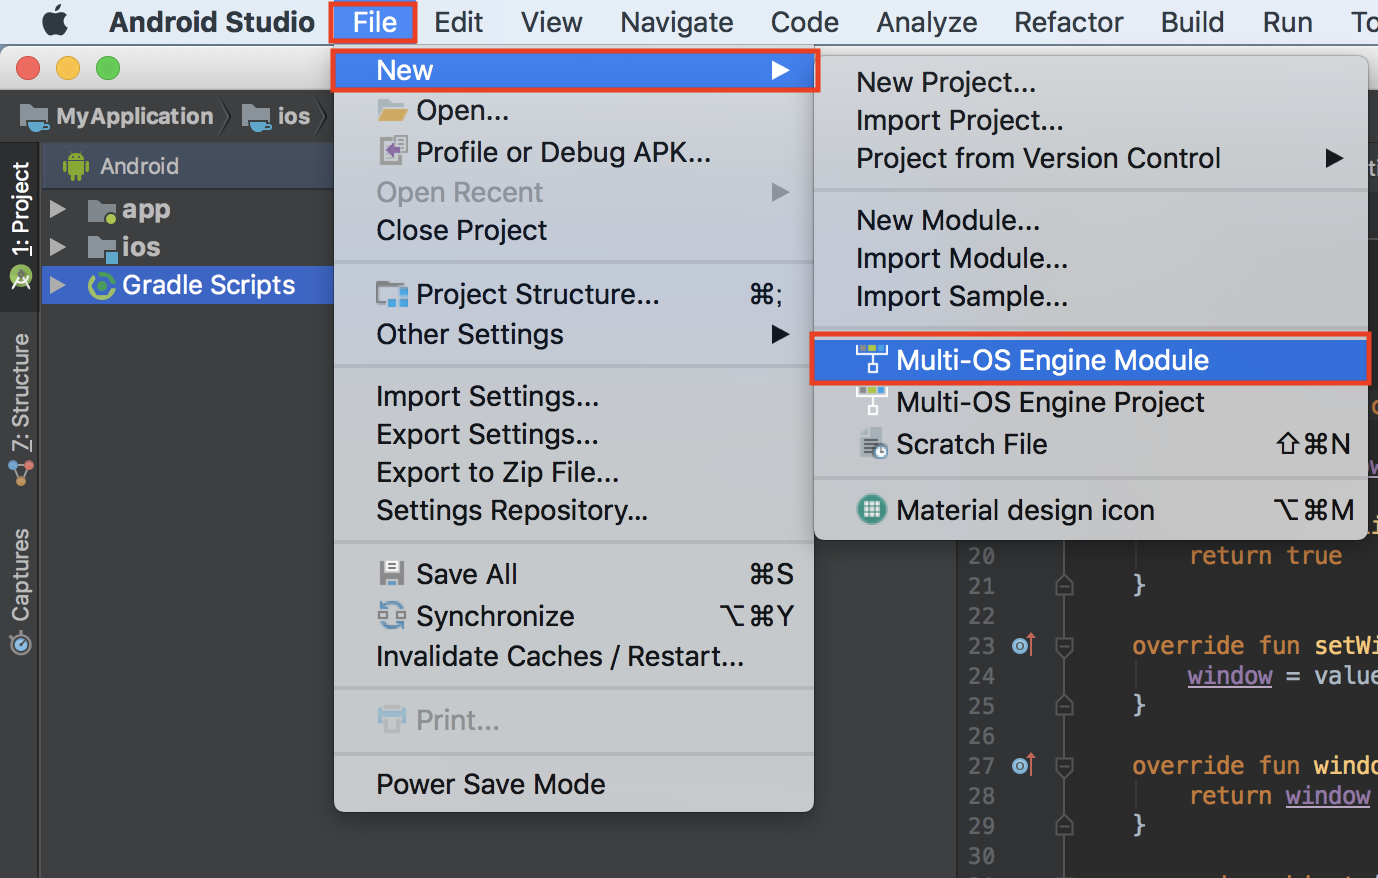 Android Studio File Edit View Navigate Code Analyze Refactor Build Run
MyApplication ios
Android
app
ios
Gradle Scripts
1: Project
7: Structure
Captures
New
Open...
Profile or Debug APK...
Open Recent
Close Project
Project Structure... ⌘;
Other Settings
Import Settings...
Export Settings...
Export to Zip File...
Settings Repository...
Save All ⌘S
Synchronize ⌥⌘Y
Invalidate Caches / Restart...
Print...
Power Save Mode
New Project...
Import Project...
Project from Version Control
New Module...
Import Module...
Import Sample...
Multi-OS Engine Module
Multi-OS Engine Project
Scratch File ⇧⌘N
Material design icon ⌥⌘M
20 return true
21 }
22
23 override fun setWi
24 window = value
25 }
26
27 override fun windo
28 return window
29 }
30